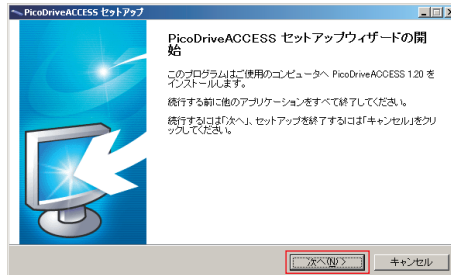 PicoDriveACCESS セットアップ
PicoDriveACCESS セットアップウィザードの開
始
このプログラムはご使用のコンピュータへ PicoDriveACCESS 1.20 を
インストールします。
続行する前に他のアプリケーションをすべて終了してください。
続行するには「次へ」、セットアップを終了するには「キャンセル」をクリ
ックしてください。
次へ(N) >
キャンセル